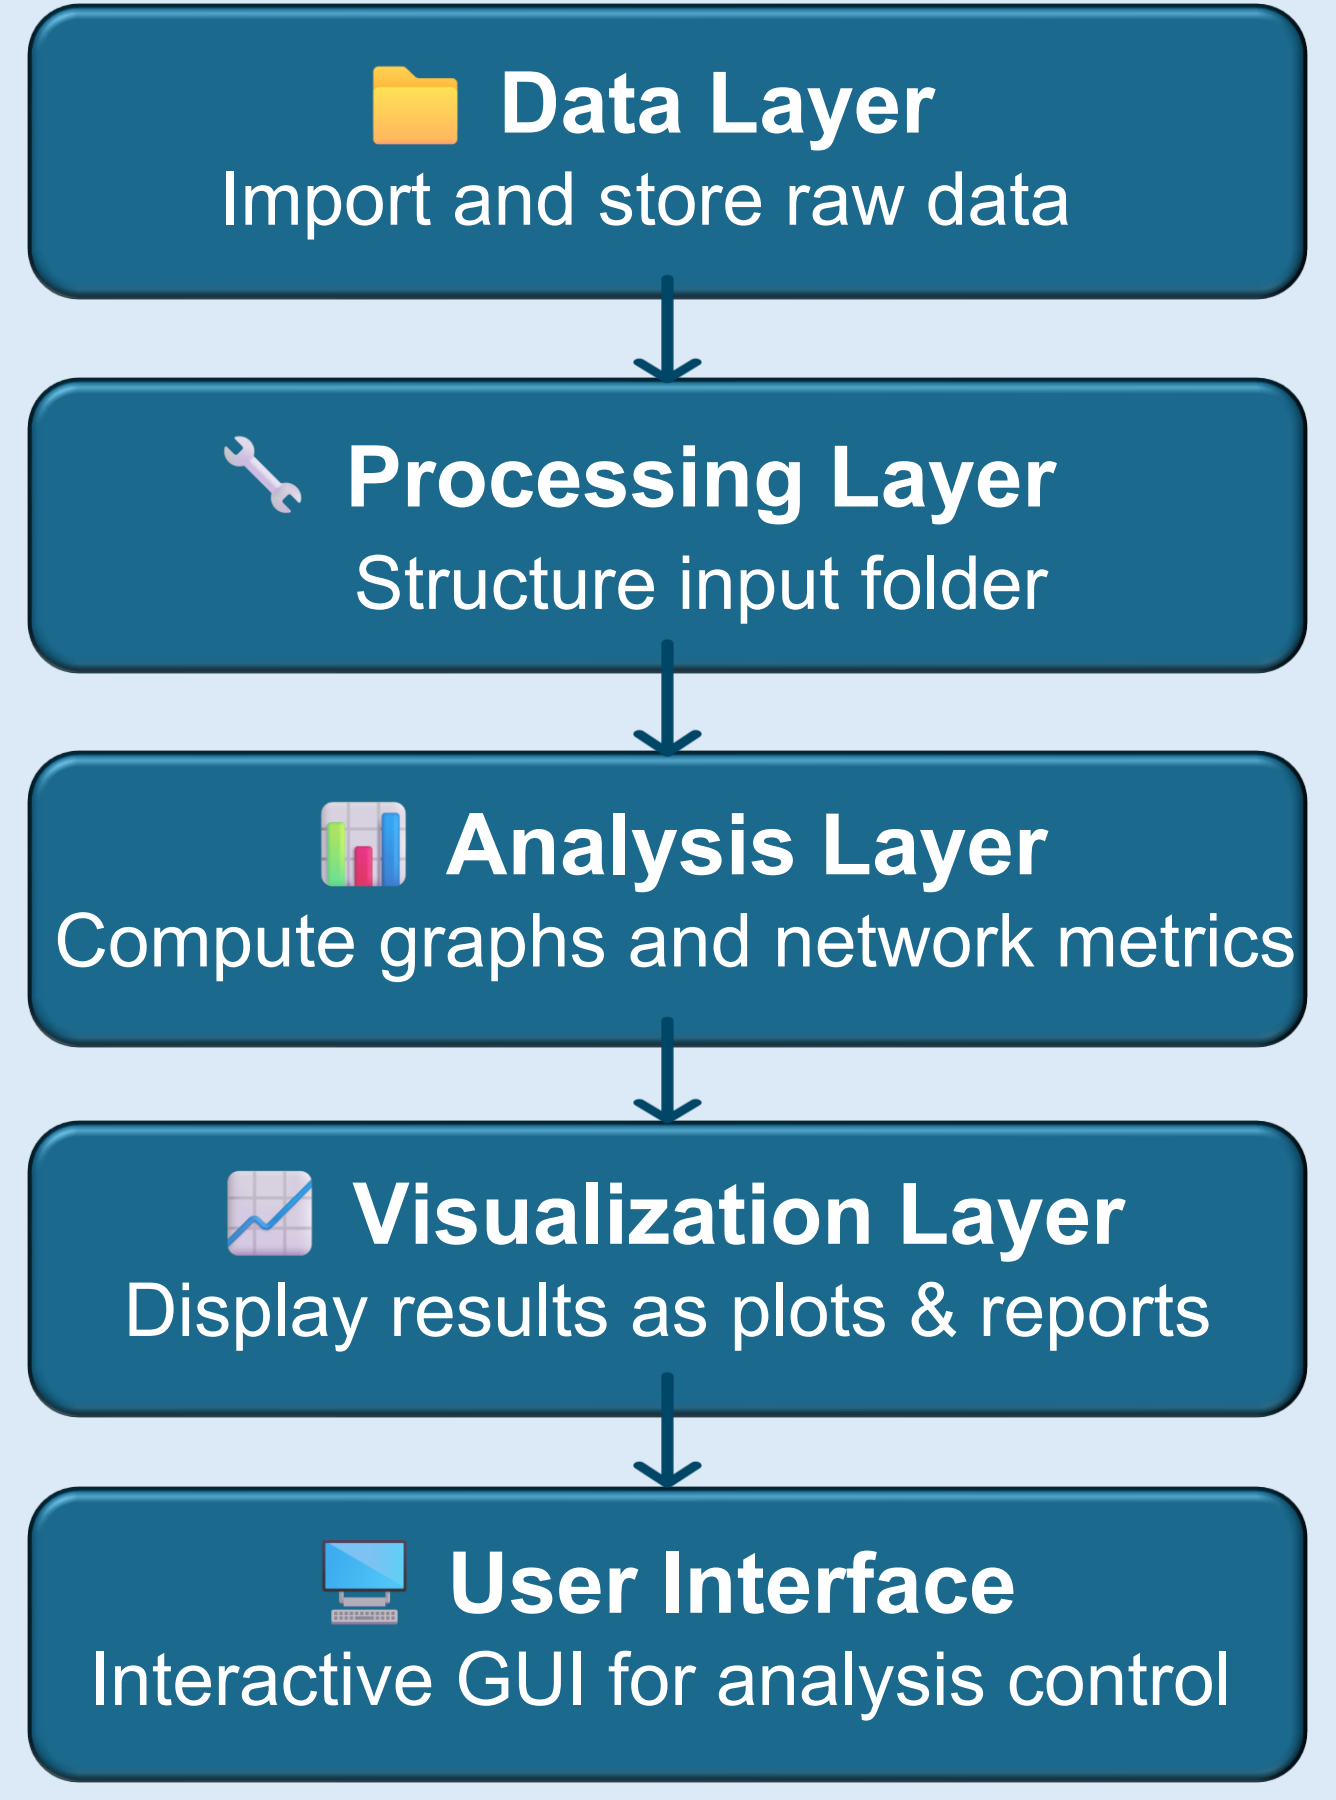 Data Layer
Import and store raw data
Processing Layer
Structure input folder
Analysis Layer
Compute graphs and network metrics
Visualization Layer
Display results as plots & reports
User Interface
Interactive GUI for analysis control